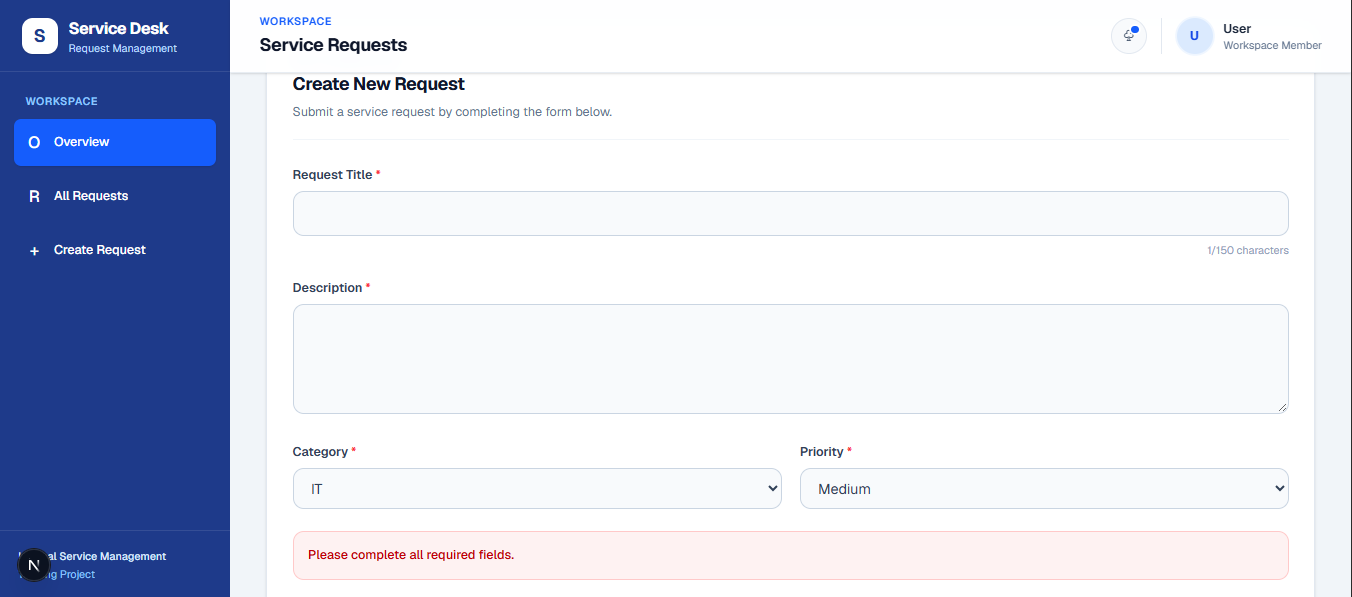 S
Service Desk
Request Management
WORKSPACE
O Overview
R All Requests
+ Create Request
al Service Management
g Project
N
WORKSPACE
Service Requests
U
User
Workspace Member
Create New Request
Submit a service request by completing the form below.
Request Title *
1/150 characters
Description *
Category *
Priority *
IT
Medium
Please complete all required fields.